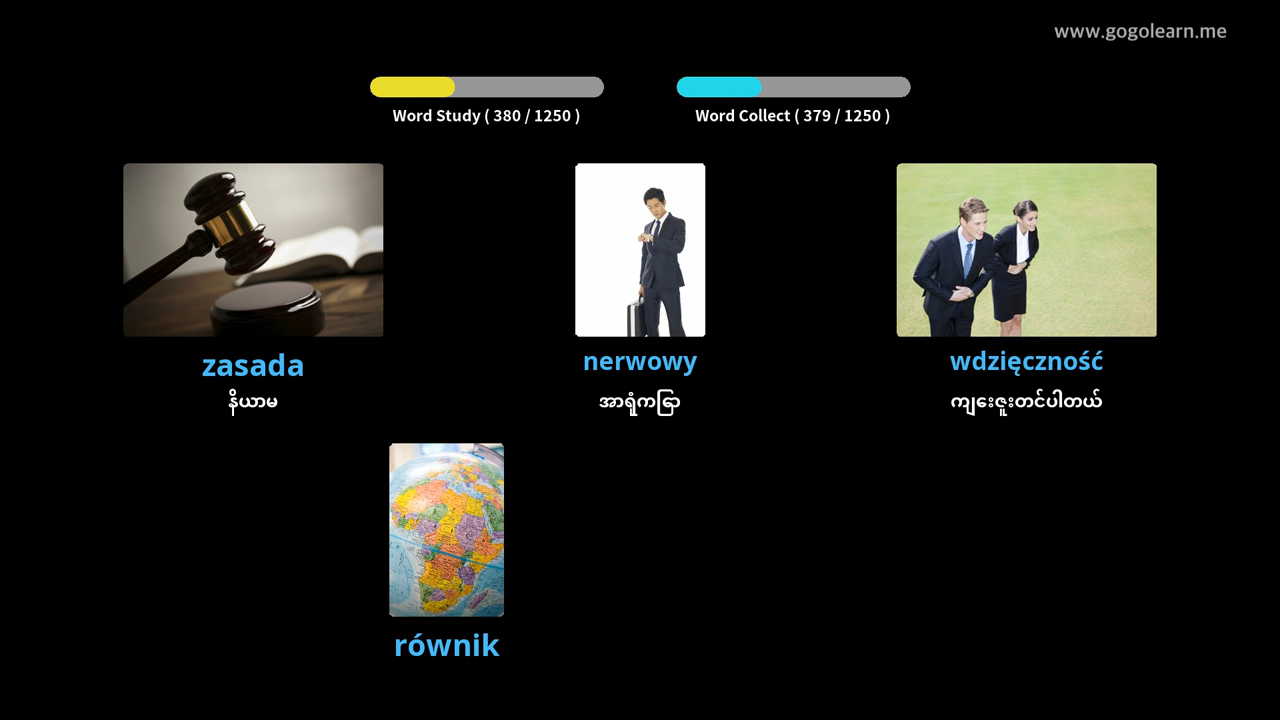 www.gogolearn.me
Word Study ( 380 / 1250 )
Word Collect ( 379 / 1250 )
zasada
nerwowy
wdzięczność
နိယာမ
အာရုံကြော
ကျေးဇူးတင်ပါတယ်
równik